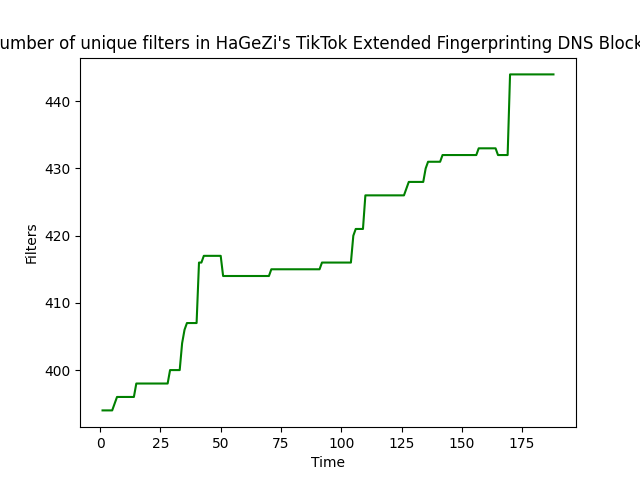 umber of unique filters in HaGeZi's TikTok Extended Fingerprinting DNS Block
440
430
420
410
400
Filters
0 25 50 75 100 125 150 175
Time